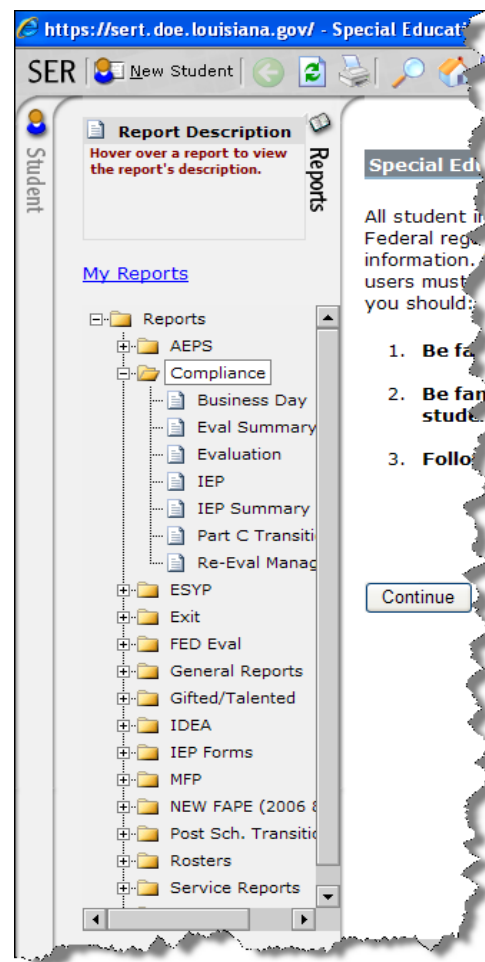 https://sert.doe.louisiana.gov/ - Special Educati
SER New Student
Student
Report Description
Hover over a report to view
the report's description.
Reports
My Reports
Reports
AEPS
Compliance
Business Day
Eval Summary
Evaluation
IEP
IEP Summary
Part C Transiti
Re-Eval Manag
ESYP
Exit
FED Eval
General Reports
Gifted/Talented
IDEA
IEP Forms
MFP
NEW FAPE (2006 &
Post Sch. Transitio
Rosters
Service Reports
Special Edu
All student i
Federal reg
information.
users must
you should:
1. Be fa
2. Be fam
stude
3. Follo
Continue